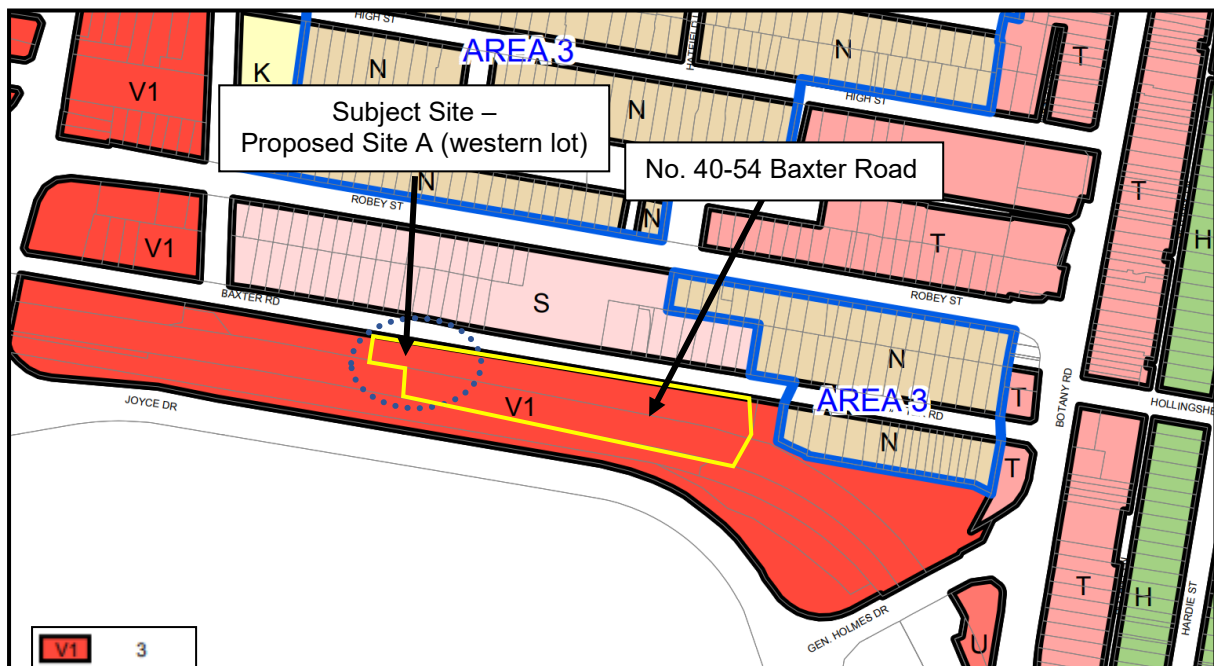 HIGH ST
AREA 3
N
HATFIELD
N
T
K
V1
N
HIGH ST
Subject Site –
Proposed Site A (western lot)
No. 40-54 Baxter Road
N
N
T
ROBEY ST
V1
T
H
BAXTER RD
S
ROBEY ST
N
AREA 3
RD
T
BOTANY RD
HOLLINGSHE
JOYCE DR
V1
N
T
T
H
HARDIE ST
GEN. HOLMES DR
U
V1 3